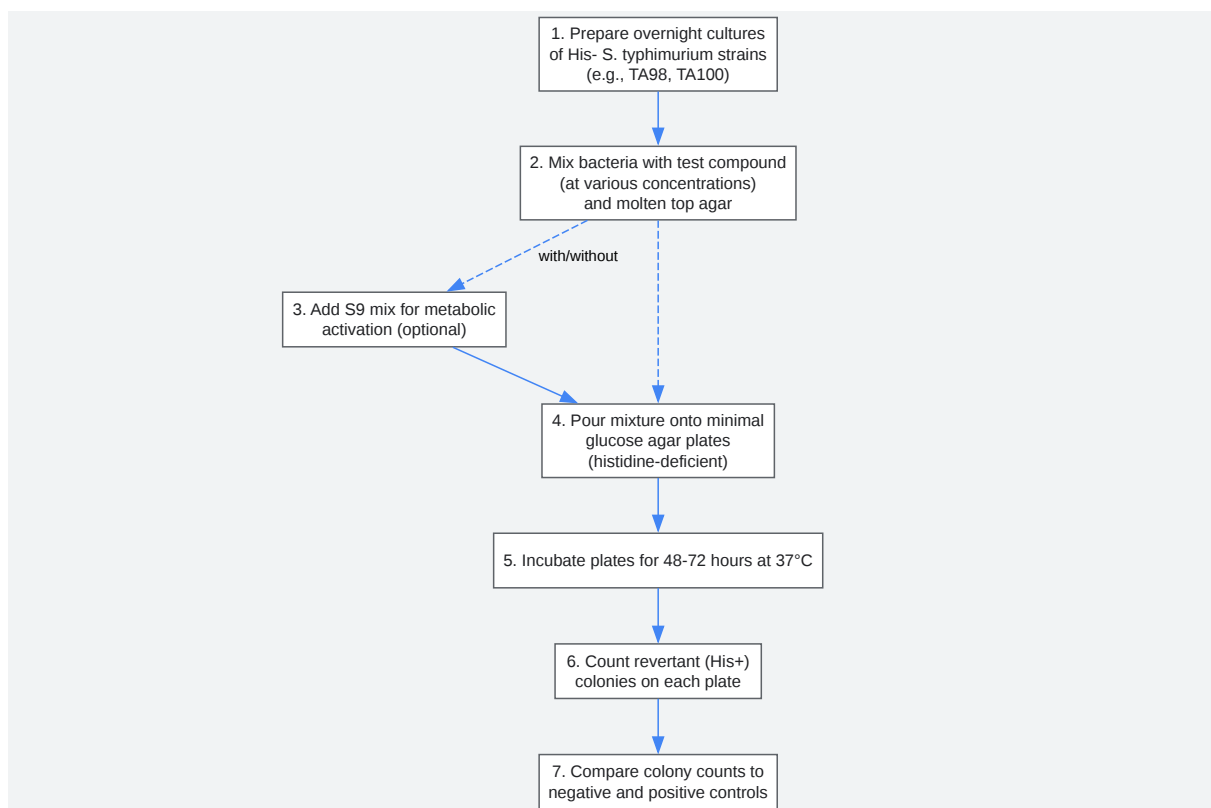 1. Prepare overnight cultures
of His- S. typhimurium strains
(e.g., TA98, TA100)
2. Mix bacteria with test compound
(at various concentrations)
and molten top agar
with/without
3. Add S9 mix for metabolic
activation (optional)
4. Pour mixture onto minimal
glucose agar plates
(histidine-deficient)
5. Incubate plates for 48-72 hours at 37°C
6. Count revertant (His+)
colonies on each plate
7. Compare colony counts to
negative and positive controls